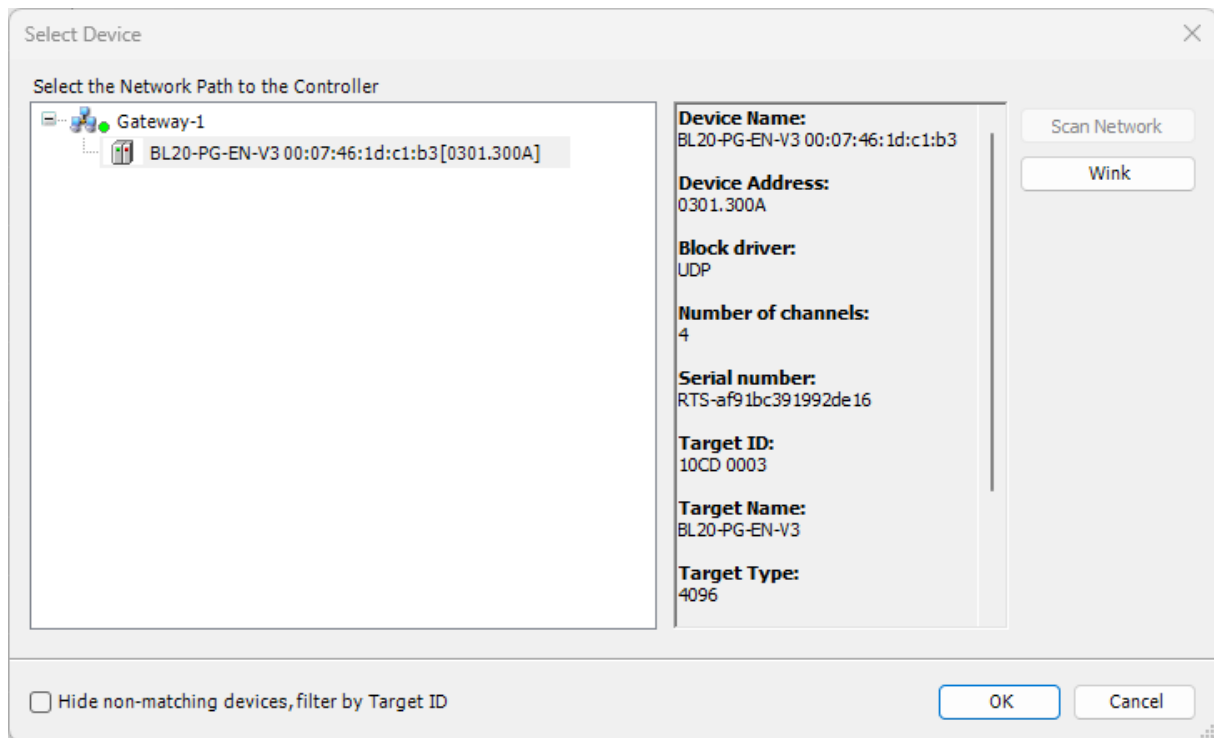 Select Device
Select the Network Path to the Controller
Gateway-1
BL20-PG-EN-V3 00:07:46:1d:c1:b3[0301.300A]
Device Name:
BL20-PG-EN-V3 00:07:46:1d:c1:b3
Device Address:
0301.300A
Block driver:
UDP
Number of channels:
4
Serial number:
RTS-af91bc391992de16
Target ID:
10CD 0003
Target Name:
BL20-PG-EN-V3
Target Type:
4096
Scan Network
Wink
Hide non-matching devices, filter by Target ID
OK
Cancel